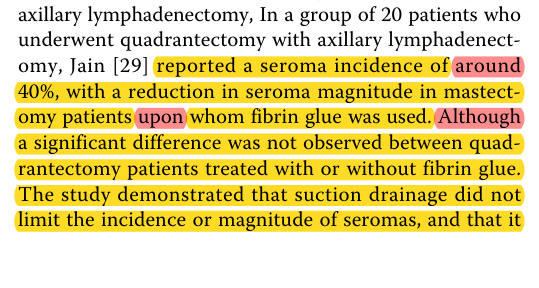 axillary lymphadenectomy, In a group of 20 patients who
underwent quadrantectomy with axillary lymphadenect-
omy, Jain [29] reported a seroma incidence of around
40%, with a reduction in seroma magnitude in mastect-
omy patients upon whom fibrin glue was used. Although
a significant difference was not observed between quad-
rantectomy patients treated with or without fibrin glue.
The study demonstrated that suction drainage did not
limit the incidence or magnitude of seromas, and that it